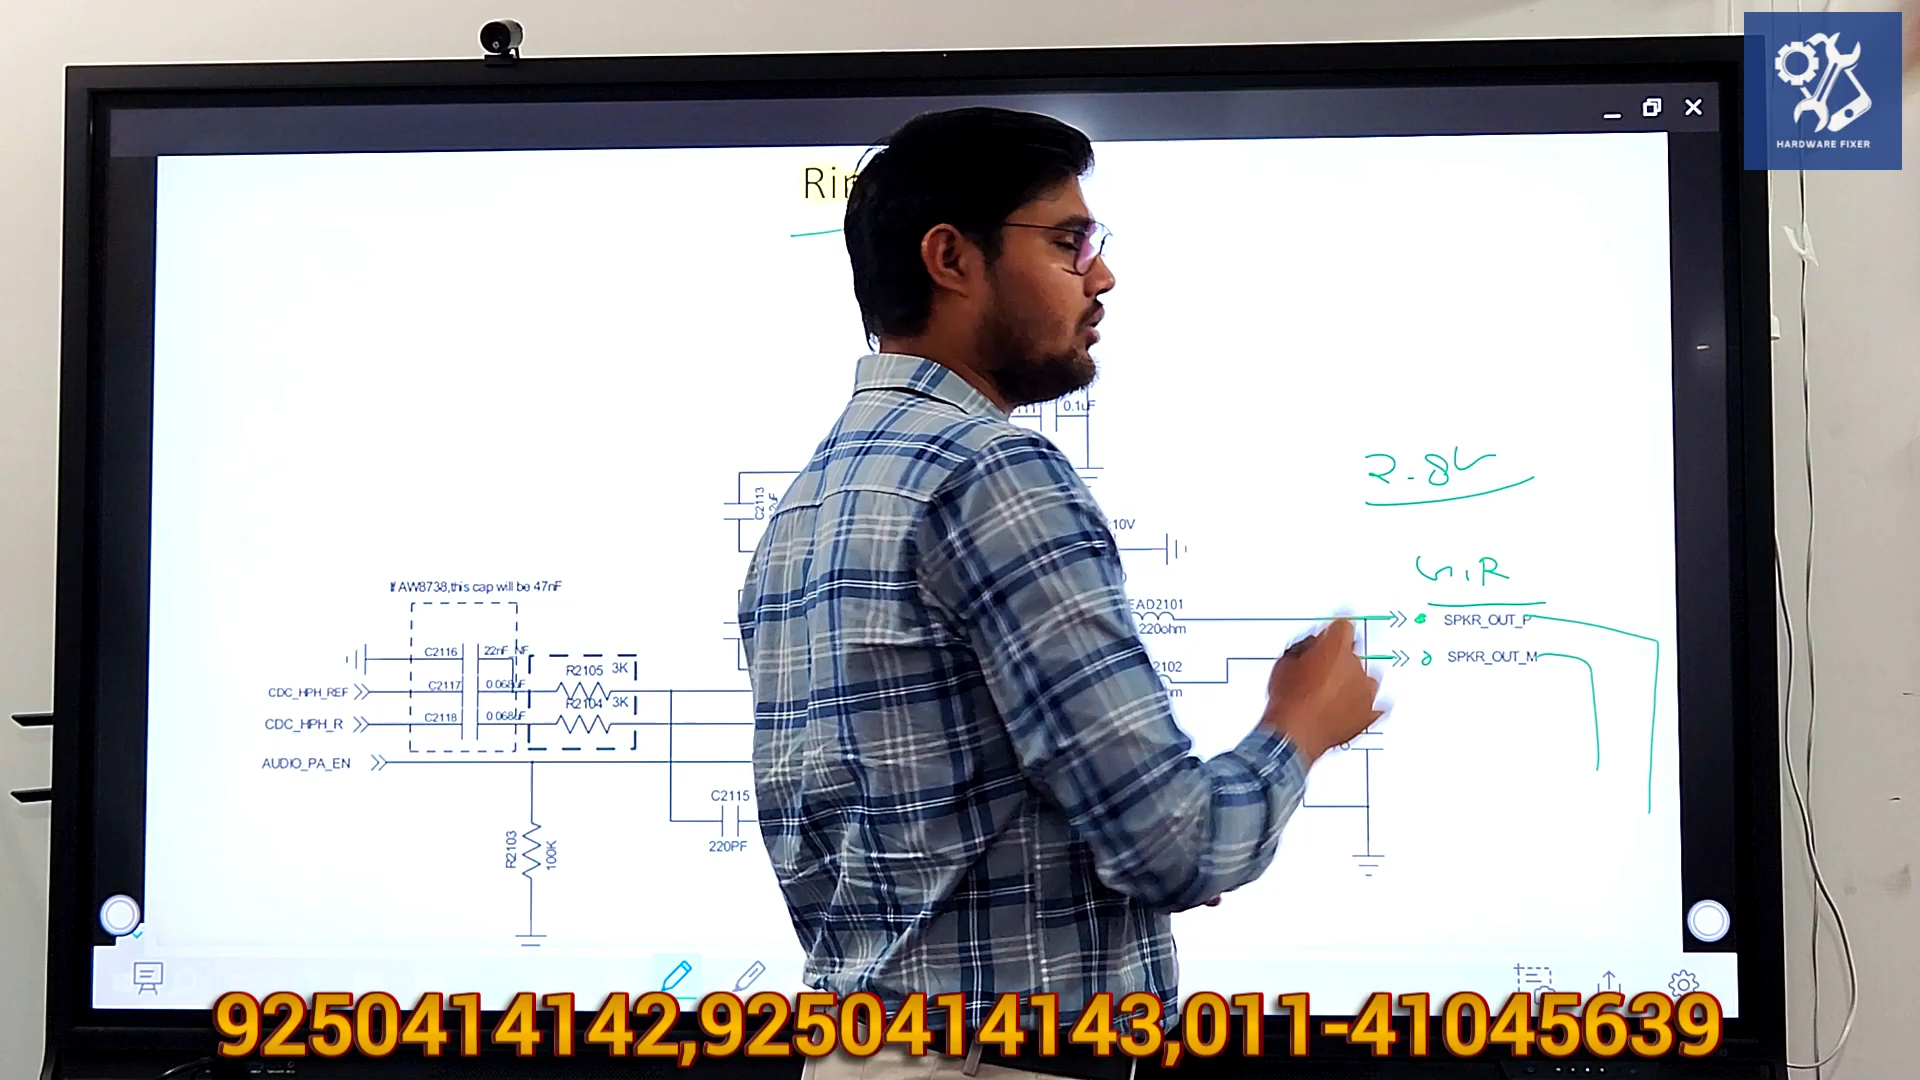 HARDWARE FIXER
Rin
0.1uF
2.8V
C2113
10V
G.R
If AW8738,this cap will be 47nF
EAD2101
220ohm
SPKR_OUT_P
C2116 22nF NF
SPKR_OUT_M
2102
R2105 3K
CDC_HPH_REF C2117 0.068uF
R2104 3K
CDC_HPH_R C2118 0.068uF
AUDIO_PA_EN
C2115
220PF
R2103
100K
9250414142,9250414143,011-41045639